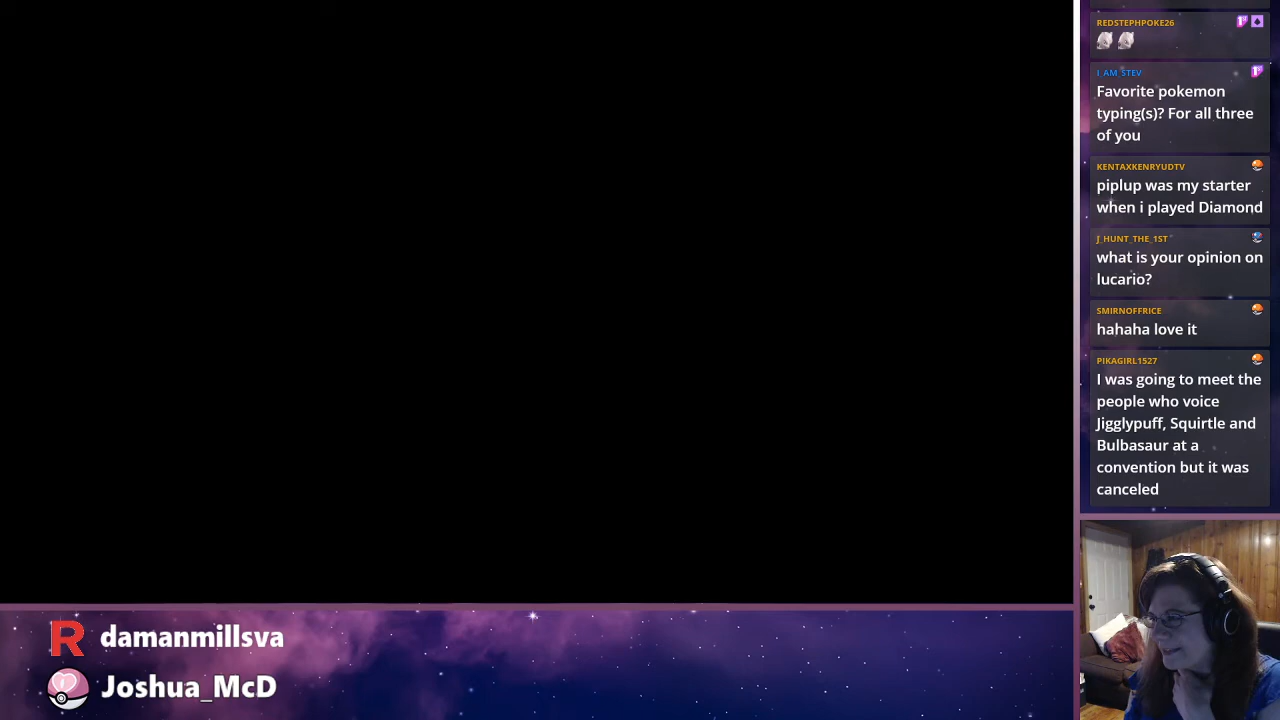 REDSTEPHPOKE26
I_AM_STEV
Favorite pokemon
typing(s)? For all three
of you
KENTAXKENRYUDTV
piplup was my starter
when i played Diamond
J_HUNT_THE_1ST
what is your opinion on
lucario?
SMIRNOFFRICE
hahaha love it
PIKAGIRL1527
I was going to meet the
people who voice
Jigglypuff, Squirtle and
Bulbasaur at a
convention but it was
canceled
R damanmillsva
Joshua_McD